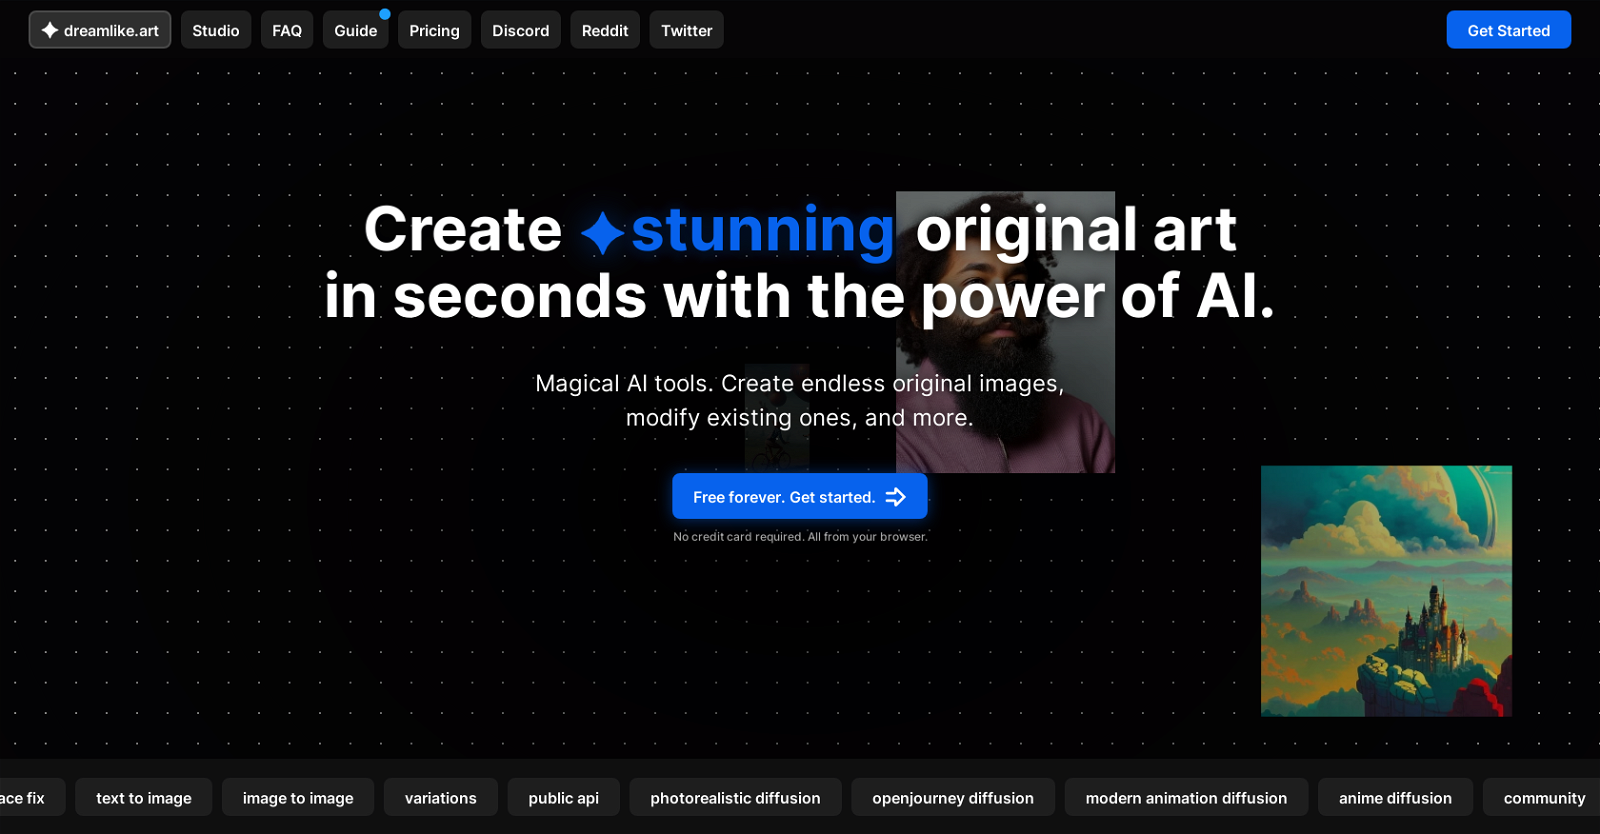 dreamlike.art
Studio
FAQ
Guide
Pricing
Discord
Reddit
Twitter
Get Started
Create stunning original art
in seconds with the power of AI.
Magical AI tools. Create endless original images,
modify existing ones, and more.
Free forever. Get started.
No credit card required. All from your browser.
ace fix
text to image
image to image
variations
public api
photorealistic diffusion
openjourney diffusion
modern animation diffusion
anime diffusion
community